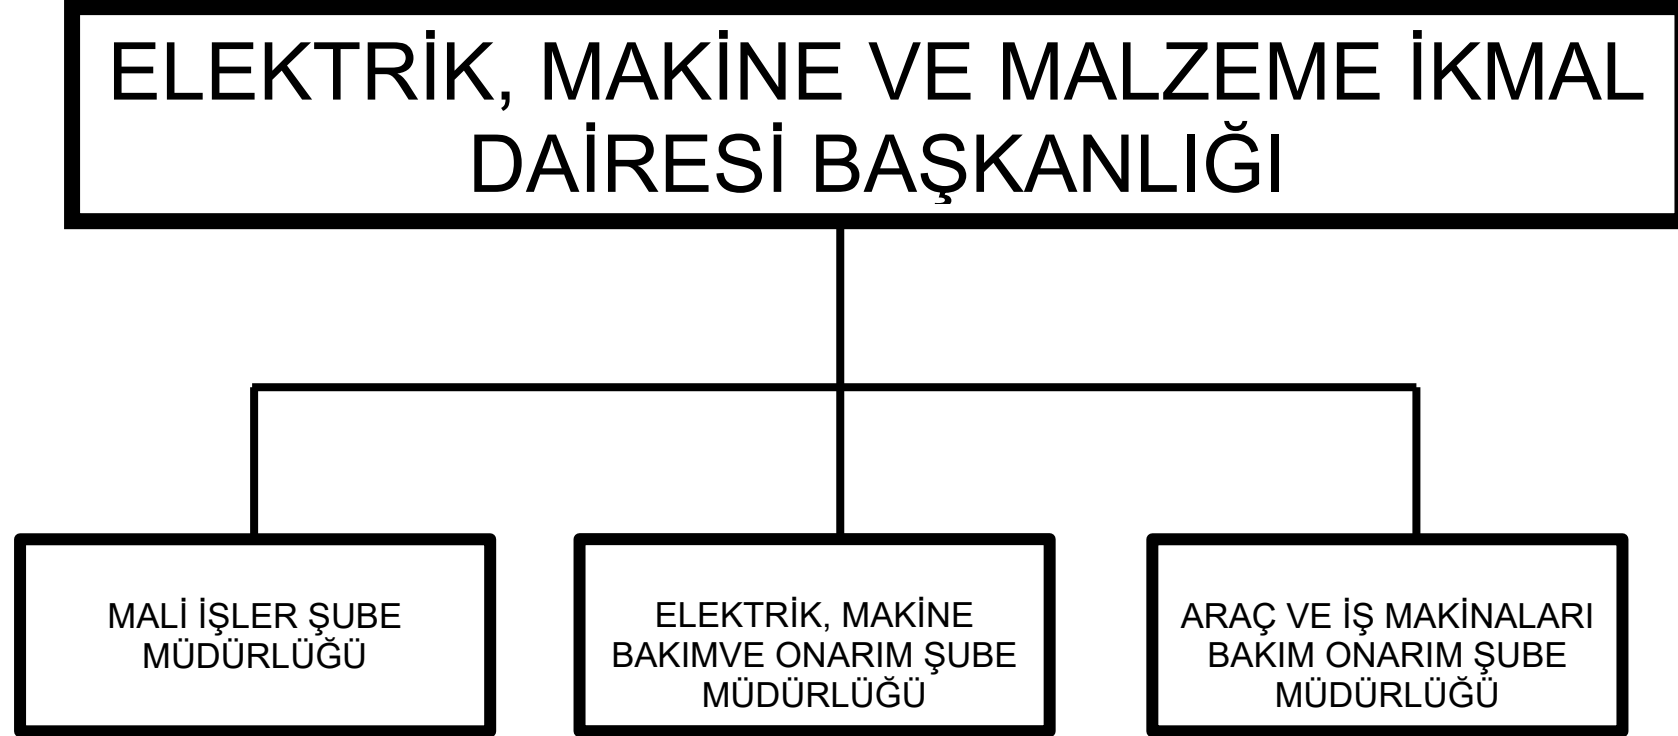 ELEKTRİK, MAKİNE VE MALZEME İKMAL
DAİRESİ BAŞKANLIĞI
MALİ İŞLER ŞUBE
MÜDÜRLÜĞÜ
ELEKTRİK, MAKİNE
BAKIMVE ONARIM ŞUBE
MÜDÜRLÜĞÜ
ARAÇ VE İŞ MAKİNALARI
BAKIM ONARIM ŞUBE
MÜDÜRLÜĞÜ